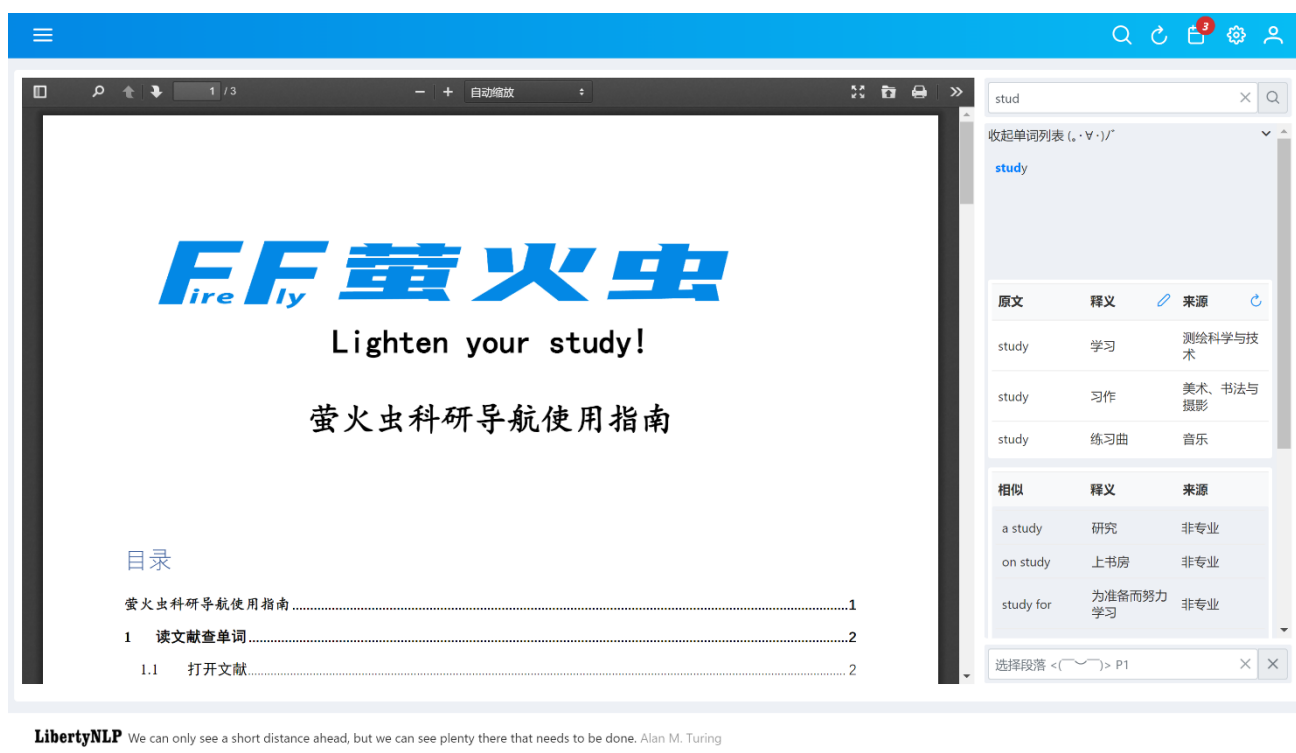 3
1 / 3
自动缩放
stud
收起单词列表 (｡･∀･)ﾉﾞ
study
FireFly 萤火虫
Lighten your study!
萤火虫科研导航使用指南
目录
萤火虫科研导航使用指南 1
1 读文献查单词 2
1.1 打开文献 2
原文 释义 来源
study 学习 测绘科学与技
术
study 习作 美术、书法与
摄影
study 练习曲 音乐
相似 释义 来源
a study 研究 非专业
on study 上书房 非专业
study for 为准备而努力
学习 非专业
选择段落 <(￣︶￣)> P1
LibertyNLP We can only see a short distance ahead, but we can see plenty there that needs to be done. Alan M. Turing